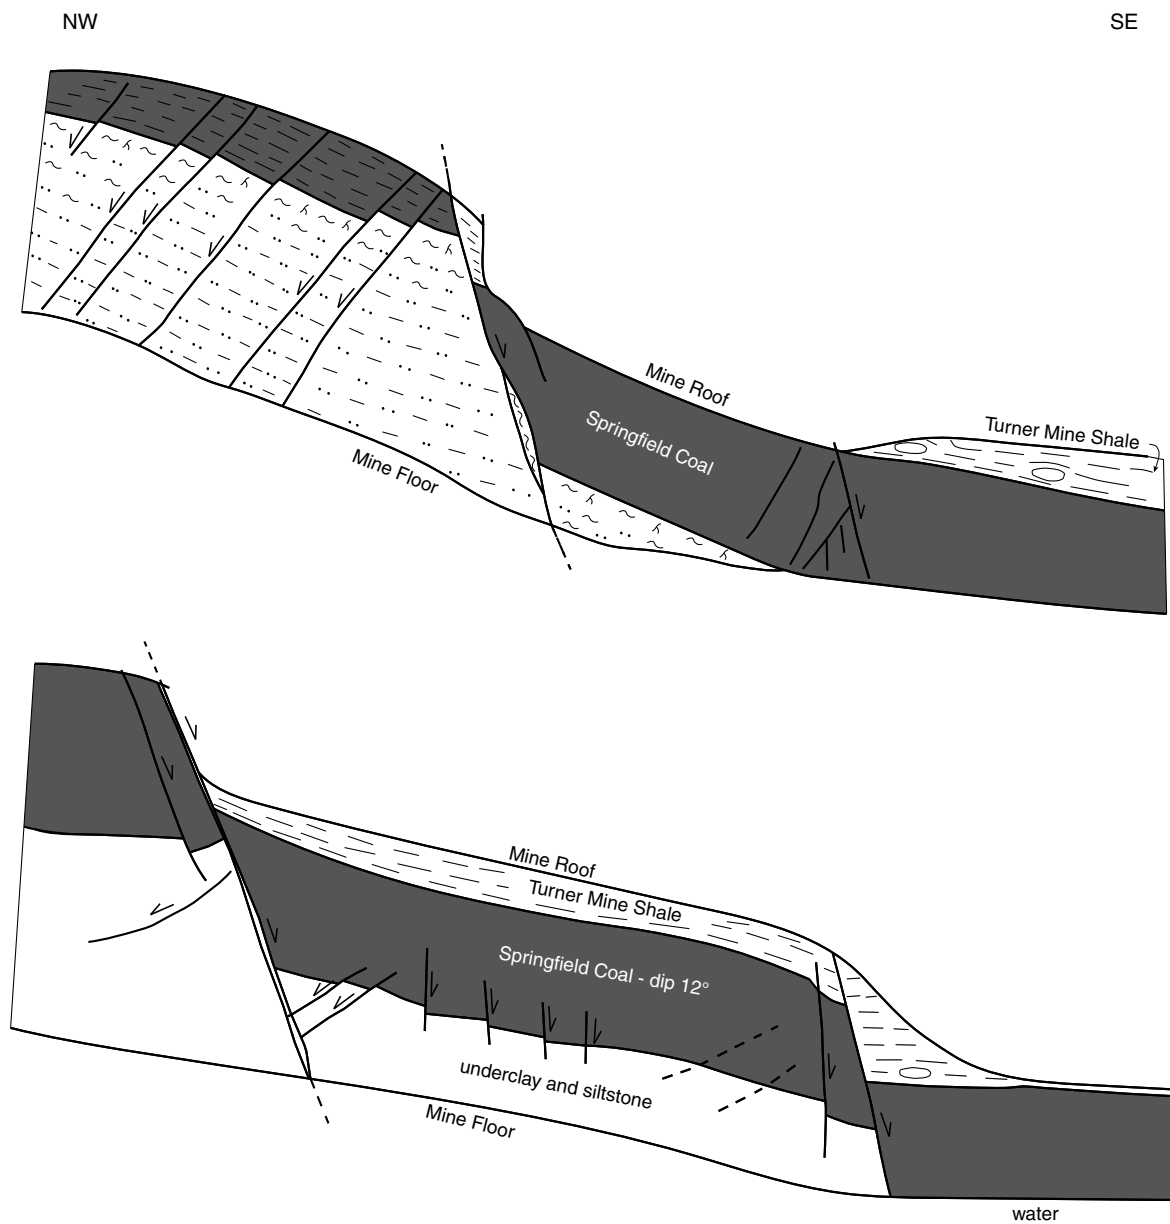 NW
SE
Mine Roof
Turner Mine Shale
Springfield Coal
Mine Floor
Mine Roof
Turner Mine Shale
Springfield Coal - dip 12°
underclay and siltstone
Mine Floor
water